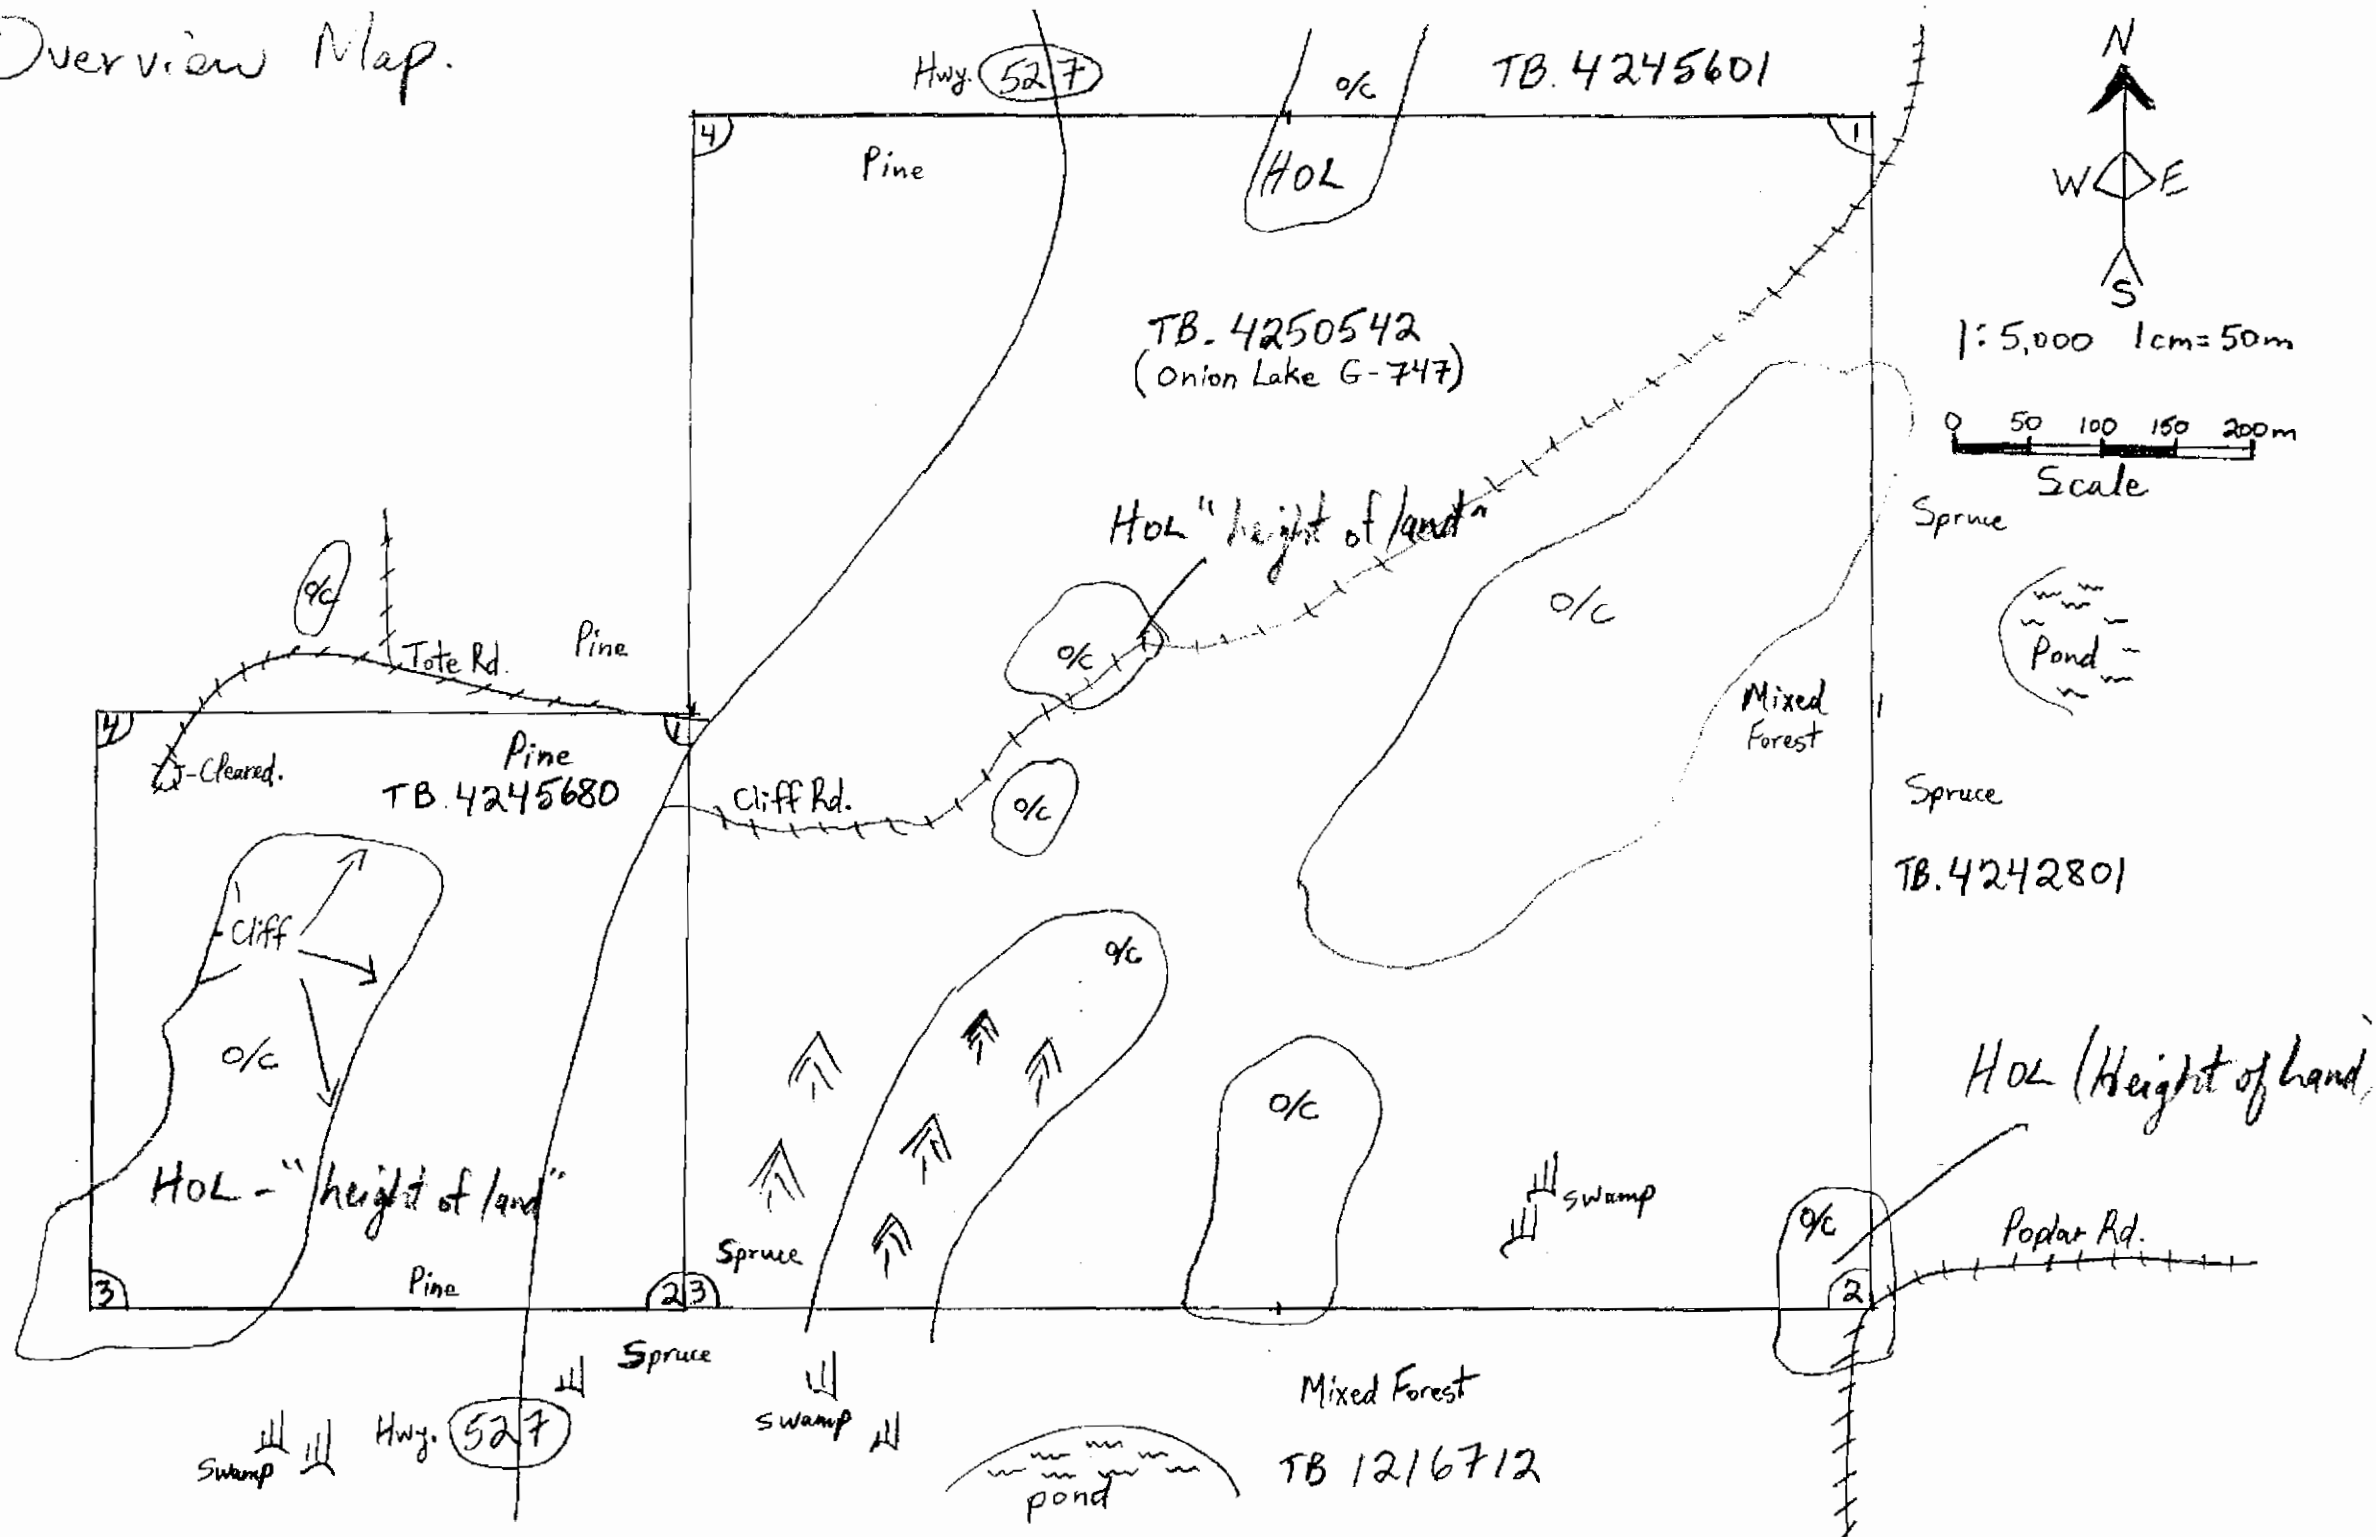 Overview Map.
Hwy. 527
o/c
TB. 4245601
N
4
1
Pine
HOL
W E
S
TB. 4250542
(Onion Lake G-747)
1:5,000 1cm=50m
0 50 100 150 200m
Scale
HOL "height of land"
Spruce
o/c
o/c
Tote Rd.
Pine
o/c
Pond
Mixed
Forest
4
1
Pine
-Cleared.
TB. 4245680
Cliff Rd.
o/c
Spruce
TB. 4242801
Cliff
o/c
o/c
o/c
HOL (Height of Land)
HOL - "height of land"
swamp
o/c
Poplar Rd.
Spruce
3
Pine
2
3
2
Spruce
Mixed Forest
Swamp
Hwy. 527
swamp
pond
TB 1216712